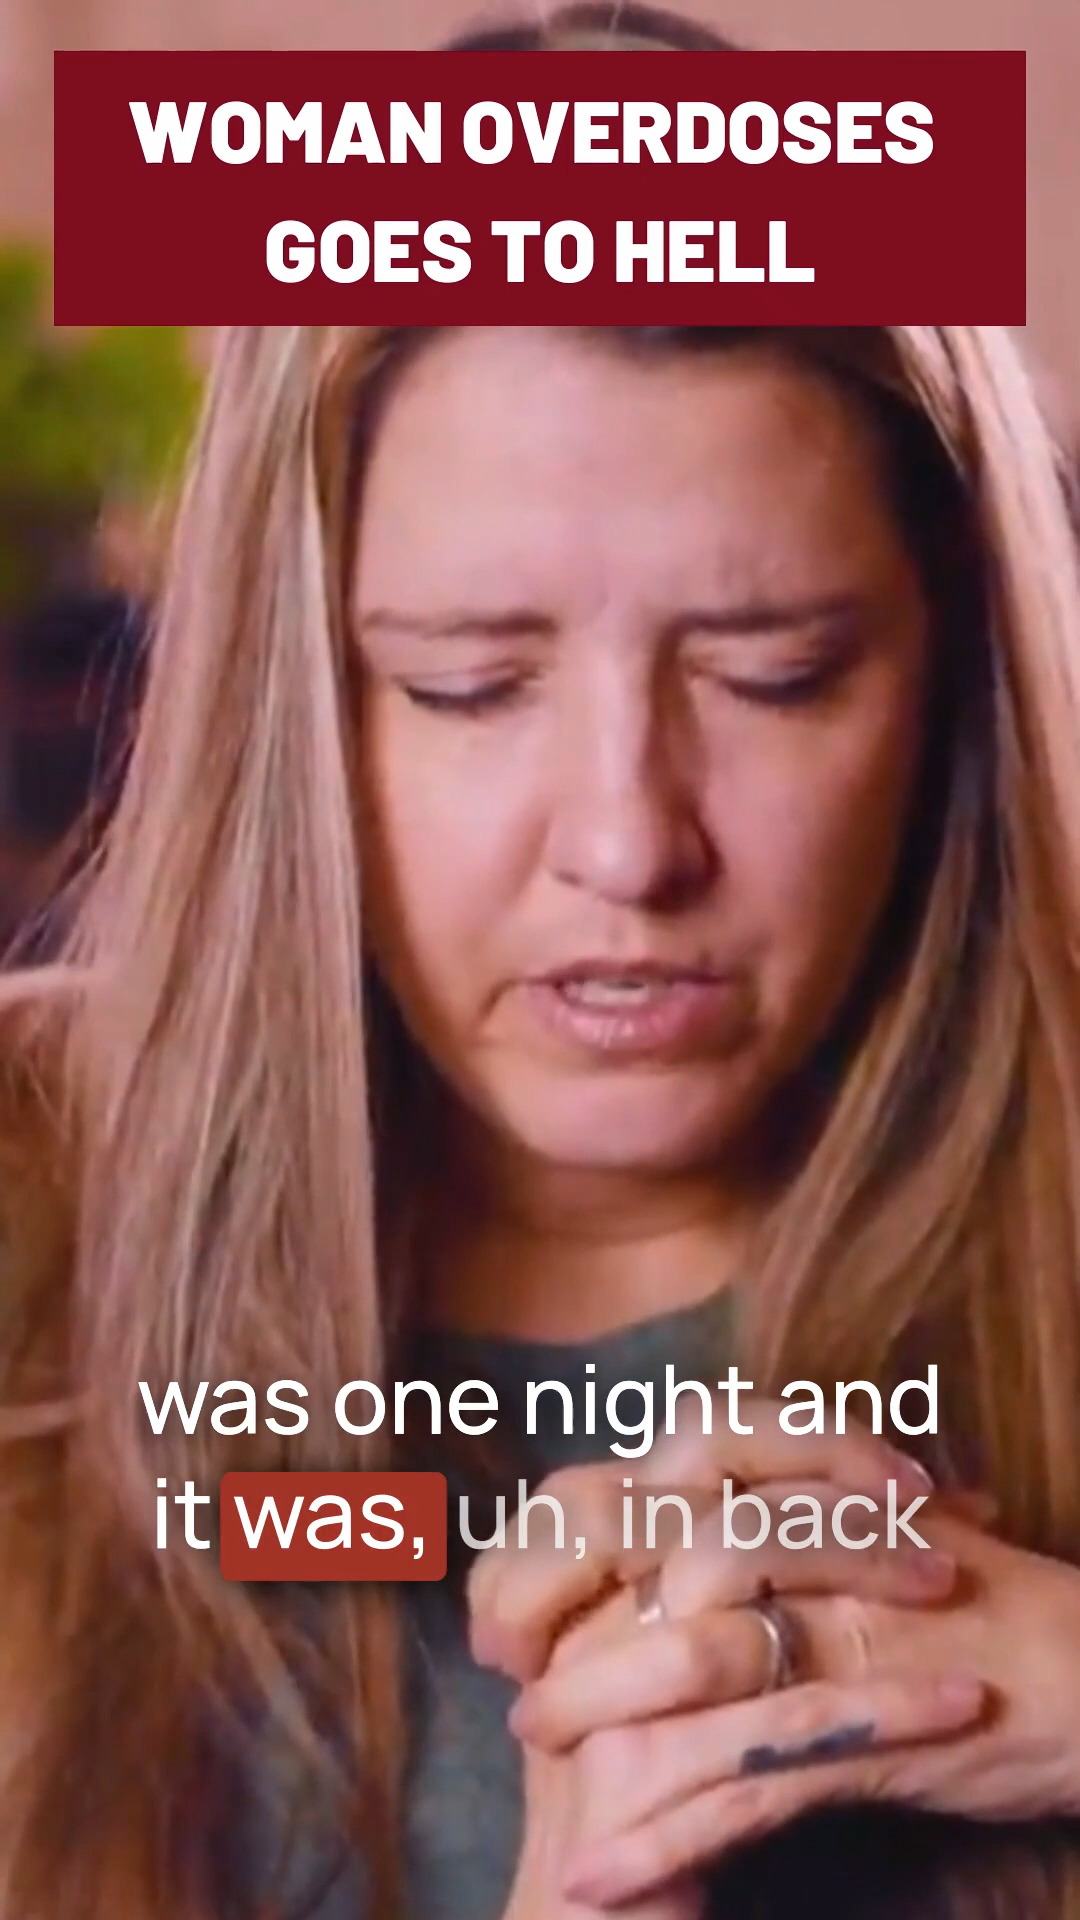 WOMAN OVERDOSES
GOES TO HELL
was one night and
it was, uh, in back